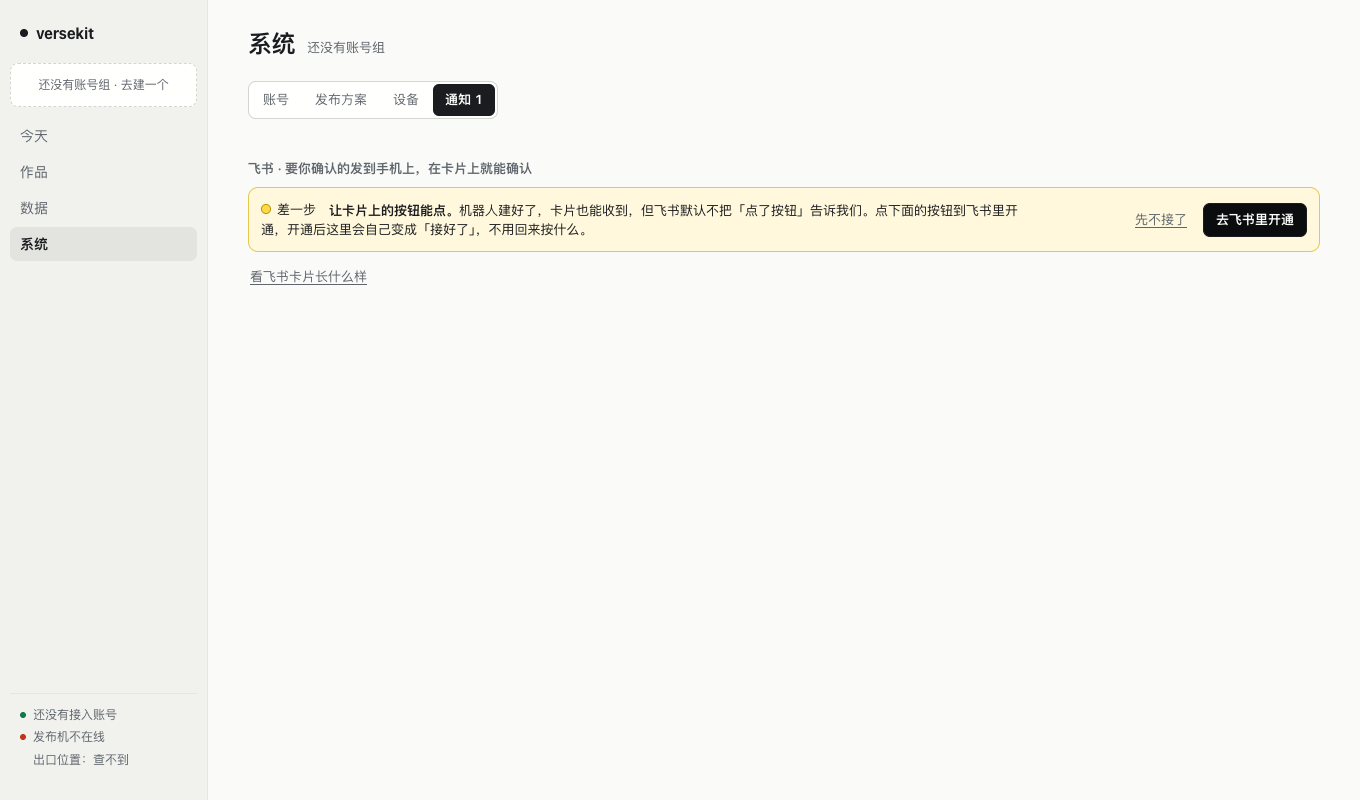 versekit
还没有账号组 · 去建一个
今天
作品
数据
系统
还没有接入账号
发布机不在线
出口位置：查不到
系统 还没有账号组
账号 发布方案 设备 通知 1
飞书 · 要你确认的发到手机上，在卡片上就能确认
差一步 让卡片上的按钮能点。机器人建好了，卡片也能收到，但飞书默认不把「点了按钮」告诉我们。点下面的按钮到飞书里开
通，开通后这里会自己变成「接好了」，不用回来按什么。
先不接了 去飞书里开通
看飞书卡片长什么样